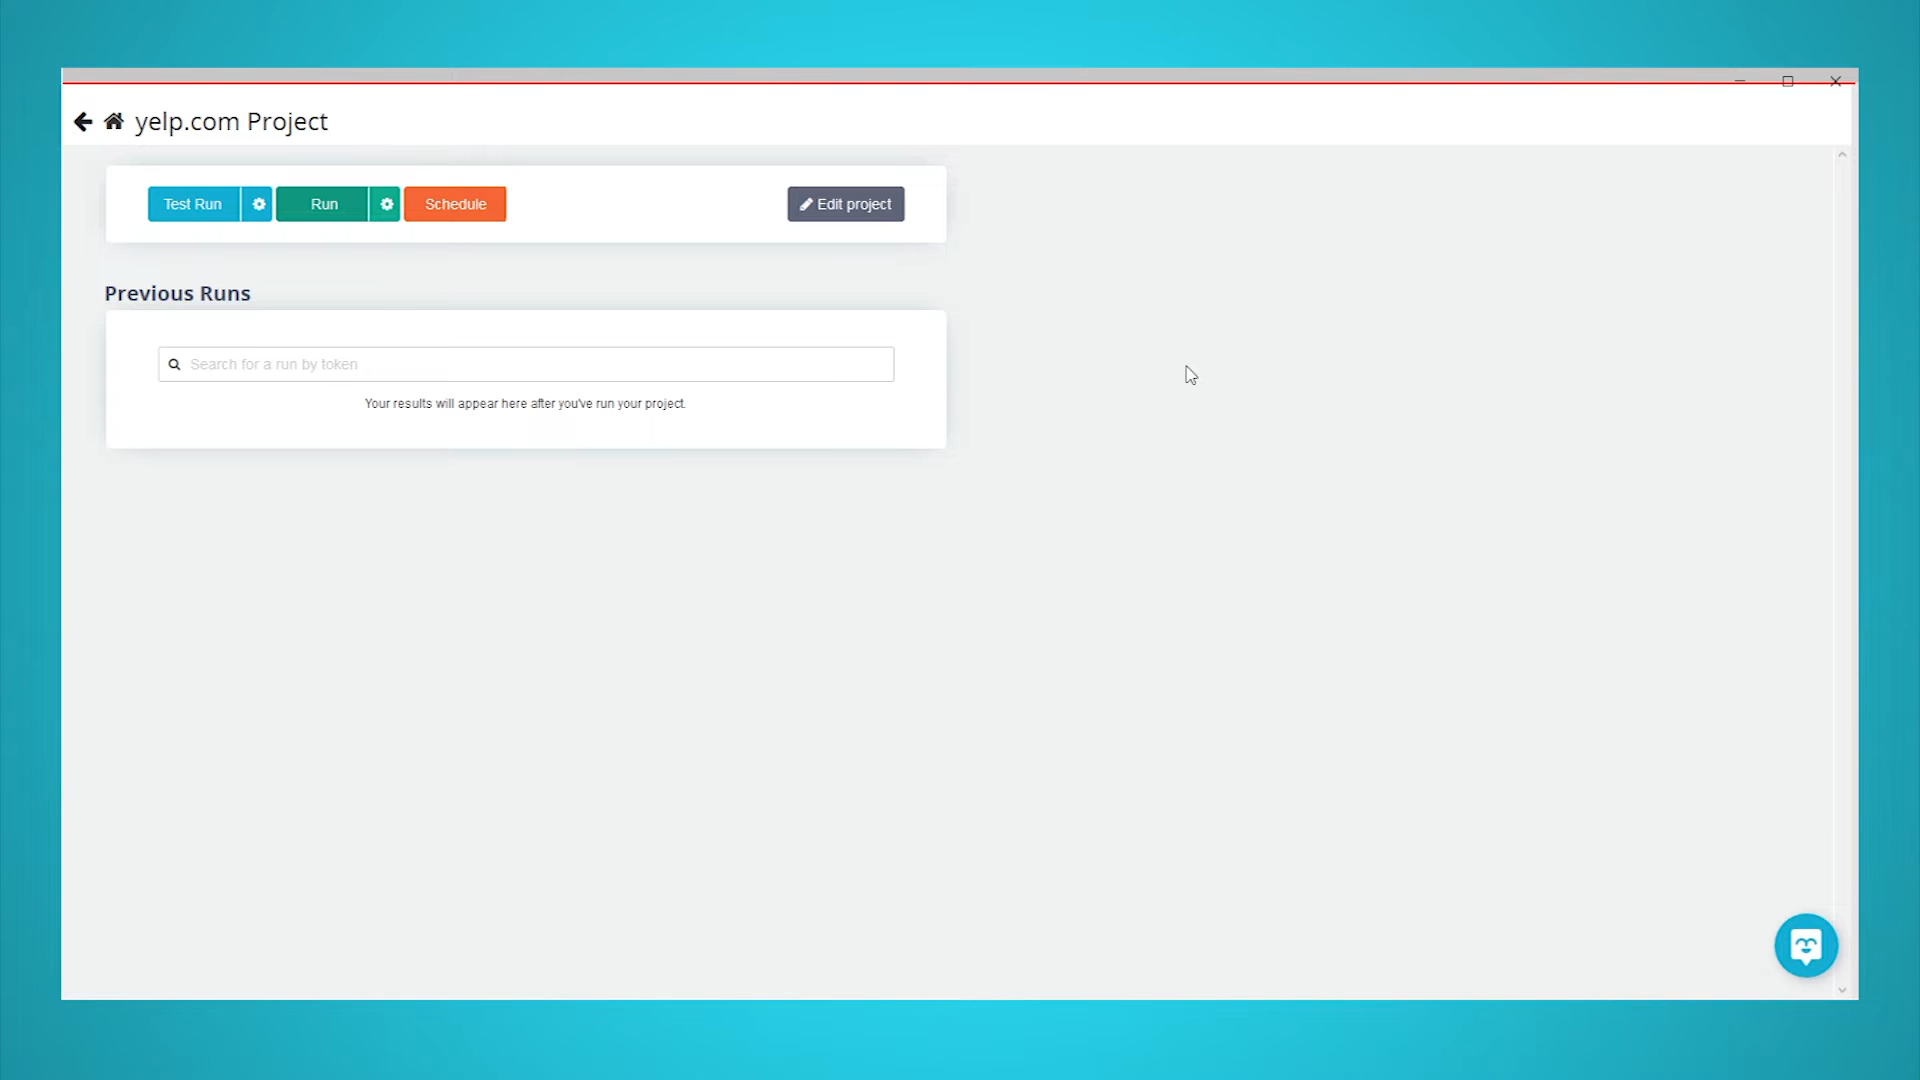 yelp.com Project
Test Run
Run
Schedule
Edit project
Previous Runs
Search for a run by token
Your results will appear here after you've run your project.